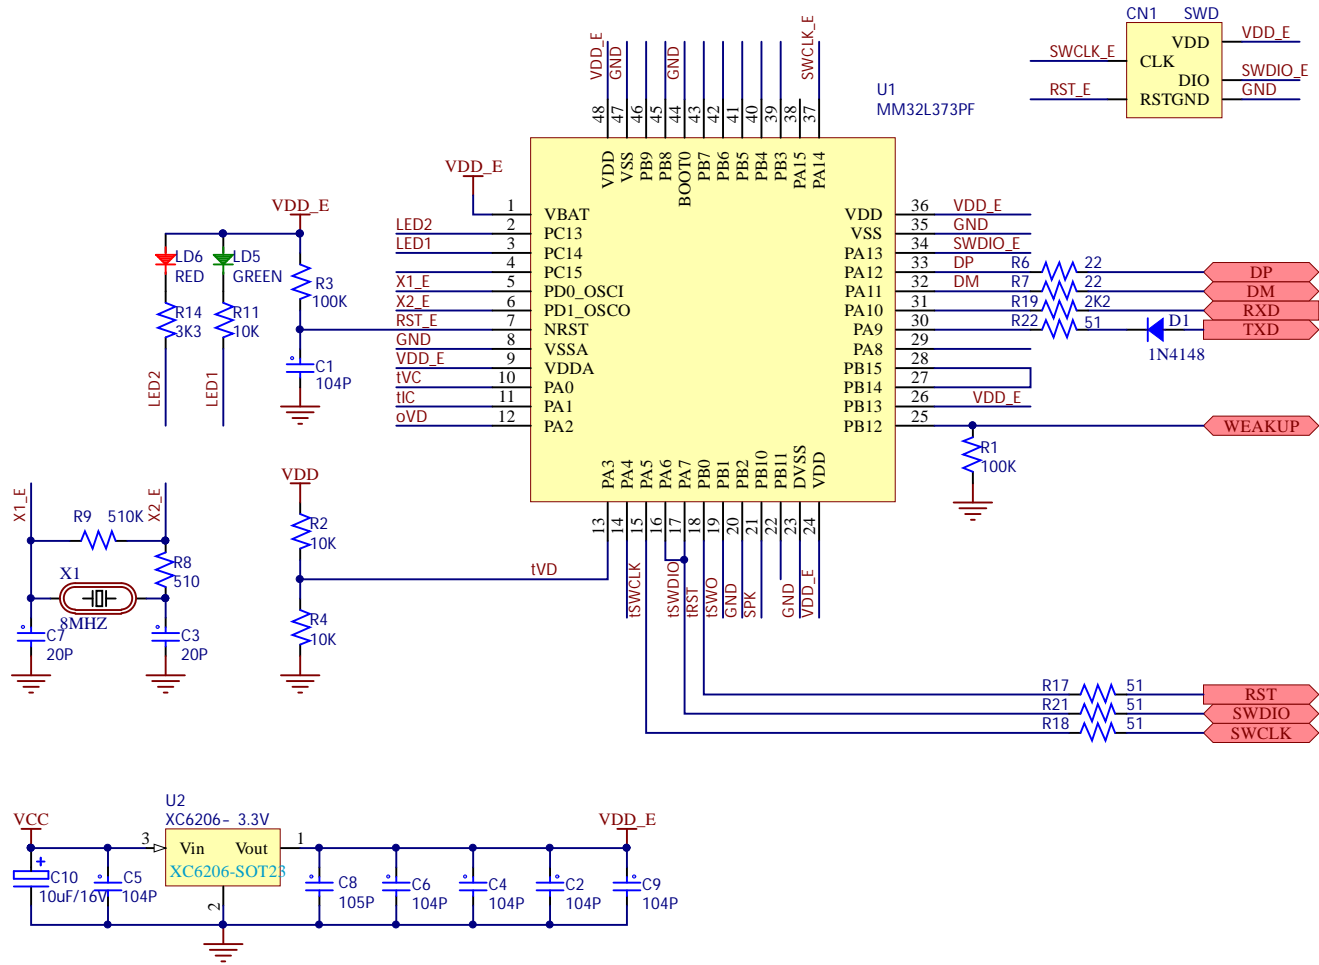 CN1 SWD
VDD
CLK
DIO
RSTGND
SWCLK_E
RST_E
VDD_E
SWDIO_E
GND
U1
MM32L373PF
VDD_E
GND
GND
SWCLK_E
48 47 46 45 44 43 42 41 40 39 38 37
VDD VSS PB9 PB8 BOOT0 PB7 PB6 PB5 PB4 PB3 PA15 PA14
VDD_E
1 VBAT
LED2 2 PC13
LED1 3 PC14
4 PC15
X1_E 5 PD0_OSCI
X2_E 6 PD1_OSCO
RST_E 7 NRST
GND 8 VSSA
VDD_E 9 VDDA
tVC 10 PA0
tIC 11 PA1
oVD 12 PA2
VDD 36 VDD_E
VSS 35 GND
PA13 34 SWDIO_E
PA12 33 DP R6 22 DP
PA11 32 DM R7 22 DM
PA10 31 R19 2K2 RXD
PA9 30 R22 51 D1 TXD
1N4148
PA8 29
PB15 28
PB14 27
PB13 26 VDD_E
PB12 25 WEAKUP
R1
100K
PA3 PA4 PA5 PA6 PA7 PB0 PB1 PB2 PB10 PB11 DVSS VDD
13 14 15 16 17 18 19 20 21 22 23 24
tVD
tSWCLK
tSWDIO
tRST
tSWO
GND
SPK
GND
VDD_E
VDD_E
LD6
RED
LD5
GREEN
R3
100K
R14
3K3
R11
10K
C1
104P
LED2
LED1
X1_E
X2_E
R9 510K
R8
510
X1
8MHZ
C7
20P
C3
20P
VDD
R2
10K
R4
10K
R17 51 RST
R21 51 SWDIO
R18 51 SWCLK
U2
XC6206- 3.3V
VCC
3 Vin Vout 1
XC6206-SOT23
2
VDD_E
C10
10uF/16V
C5
104P
C8
105P
C6
104P
C4
104P
C2
104P
C9
104P